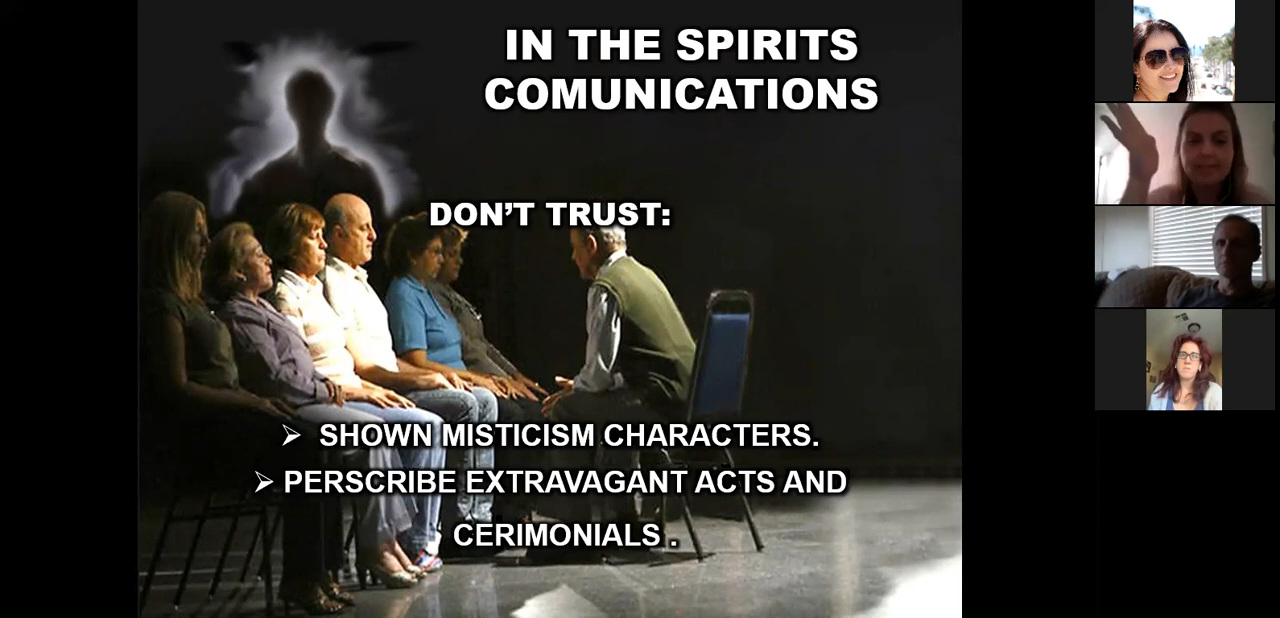 IN THE SPIRITS
COMUNICATIONS
DON'T TRUST:
➢ SHOWN MISTICISM CHARACTERS.
➢ PERSCRIBE EXTRAVAGANT ACTS AND
CERIMONIALS .